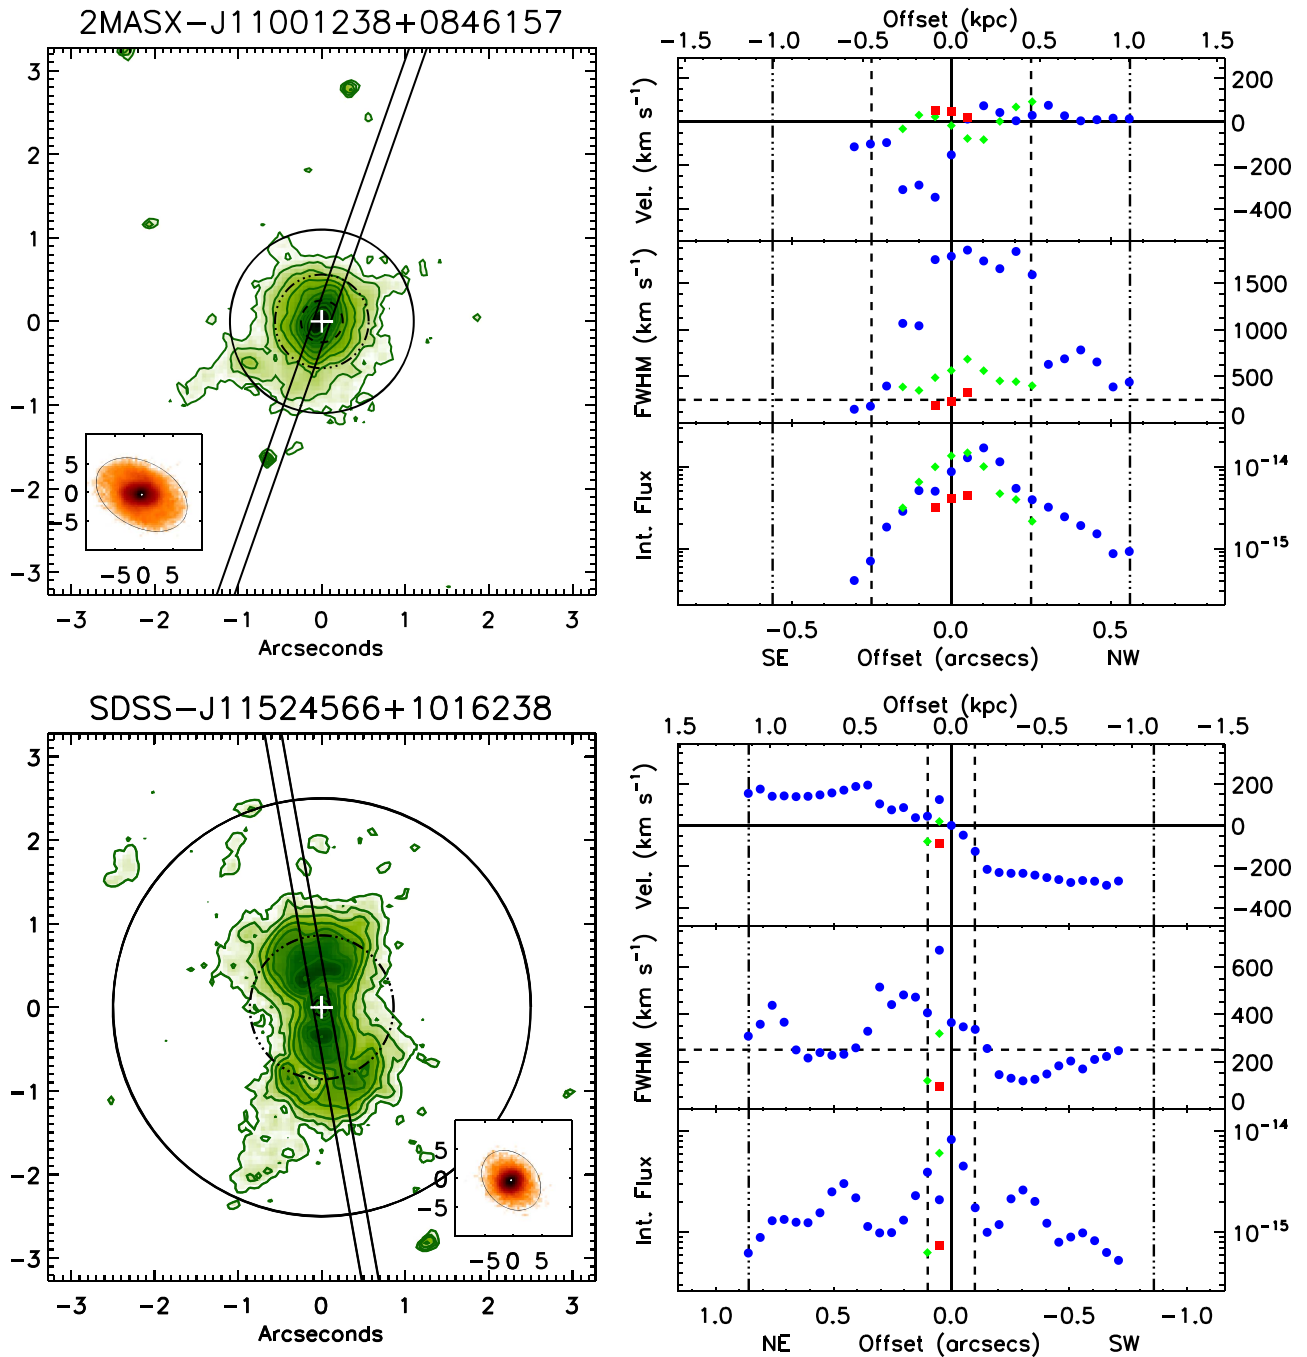 2MASX-J11001238+0846157
3
2
1
0
-1
-2
-3
5
0
-5
-5 0 5
-3 -2 -1 0 1 2 3
Arcseconds
Offset (kpc)
-1.5 -1.0 -0.5 0.0 0.5 1.0 1.5
Vel. (km s⁻¹)
200
0
-200
-400
FWHM (km s⁻¹)
1500
1000
500
0
Int. Flux
10⁻¹⁴
10⁻¹⁵
-0.5 0.0 0.5
SE Offset (arcsecs) NW
SDSS-J11524566+1016238
3
2
1
0
-1
-2
-3
5
0
-5
-5 0 5
-3 -2 -1 0 1 2 3
Arcseconds
Offset (kpc)
1.5 1.0 0.5 0.0 -0.5 -1.0 -1.5
Vel. (km s⁻¹)
200
0
-200
-400
FWHM (km s⁻¹)
600
400
200
0
Int. Flux
10⁻¹⁴
10⁻¹⁵
1.0 0.5 0.0 -0.5 -1.0
NE Offset (arcsecs) SW